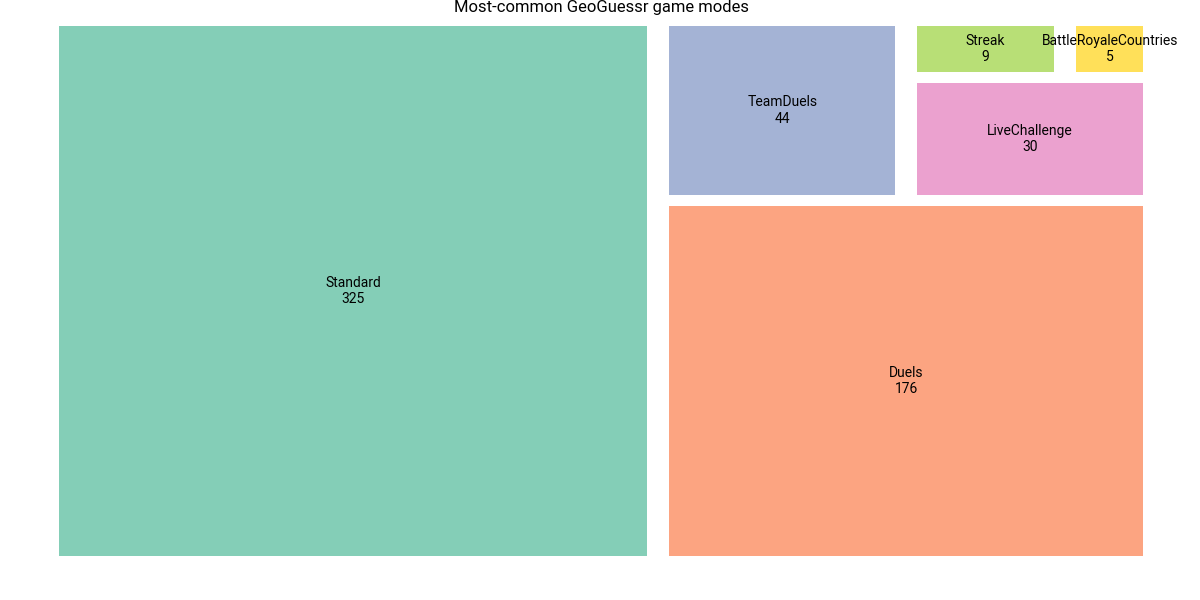 Most-common GeoGuessr game modes
Standard
325
TeamDuels
44
Streak
9
BattleRoyaleCountries
5
LiveChallenge
30
Duels
176